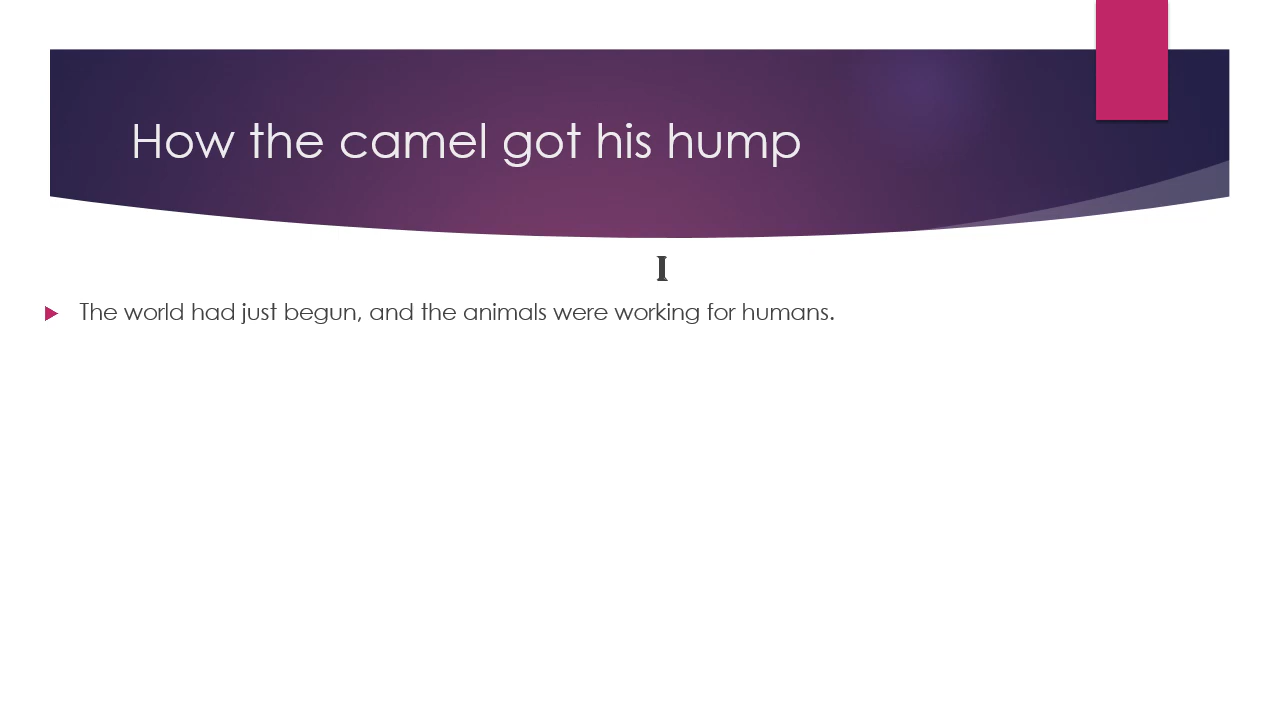 How the camel got his hump
I
The world had just begun, and the animals were working for humans.